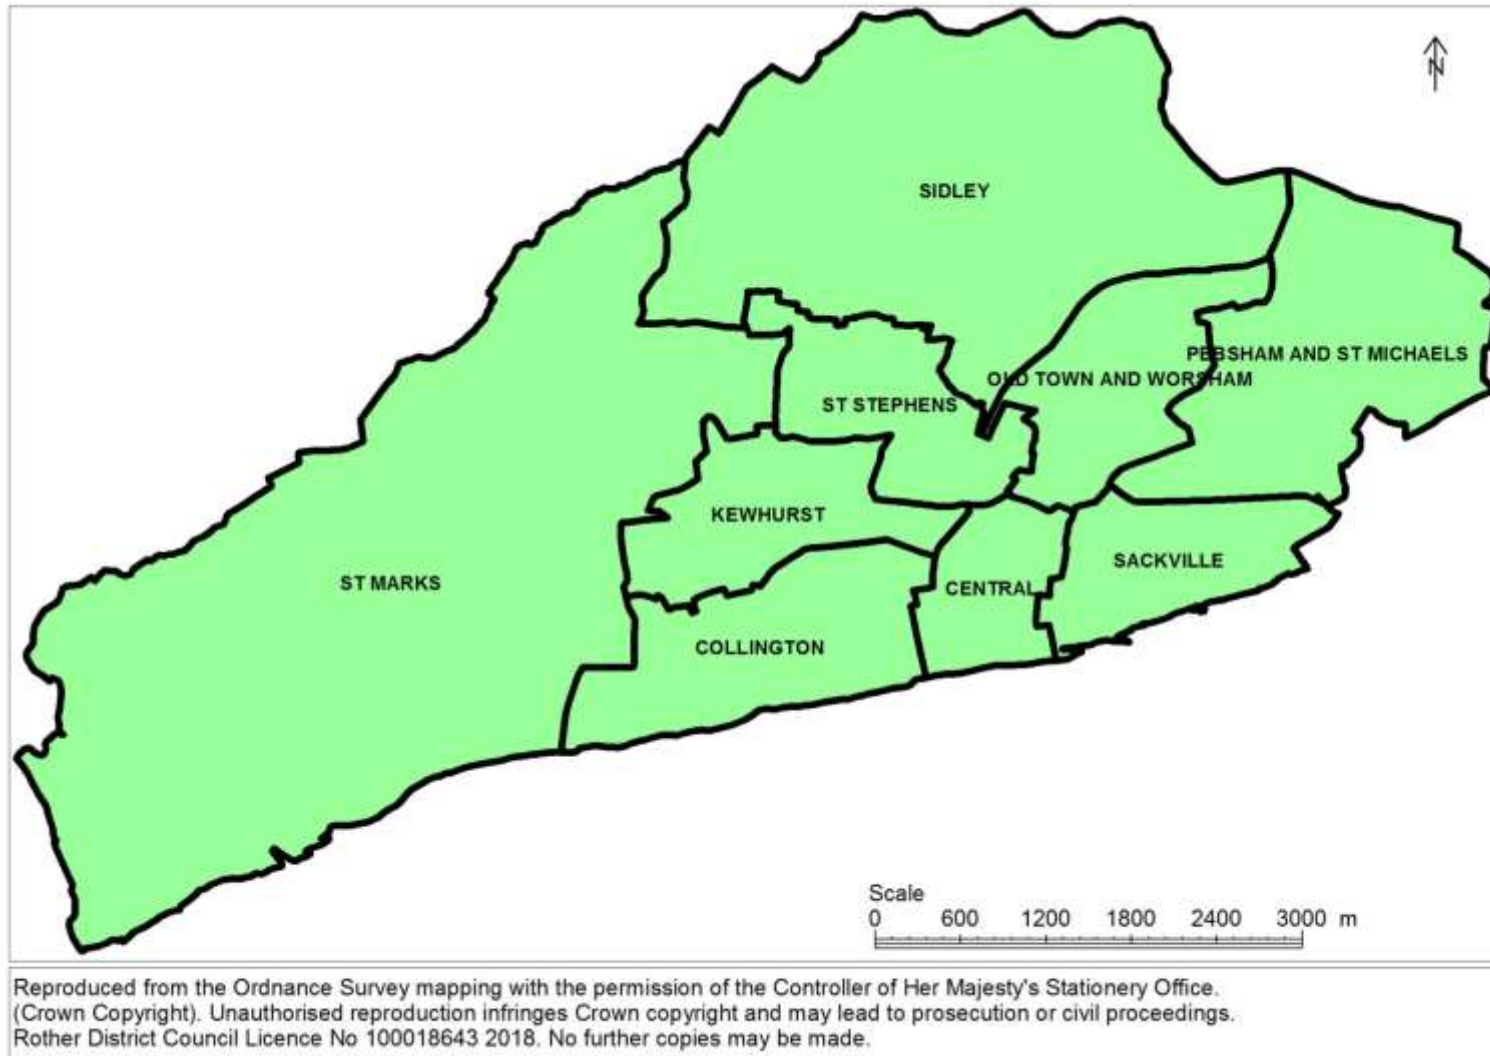 N
SIDLEY
PEBSHAM AND ST MICHAELS
OLD TOWN AND WORSHAM
ST STEPHENS
KEWHURST
SACKVILLE
ST MARKS
CENTRAL
COLLINGTON
Scale
0 600 1200 1800 2400 3000 m
Reproduced from the Ordnance Survey mapping with the permission of the Controller of Her Majesty's Stationery Office.
(Crown Copyright). Unauthorised reproduction infringes Crown copyright and may lead to prosecution or civil proceedings.
Rother District Council Licence No 100018643 2018. No further copies may be made.